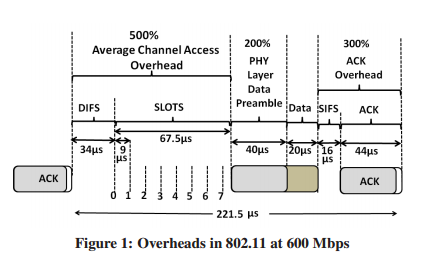 500%
Average Channel Access
Overhead
200%
PHY
Layer
Data
Preamble
300%
ACK
Overhead
DIFS
SLOTS
Data
SIFS
ACK
67.5µs
34µs
9
µs
40µs
20µs
16
µs
44µs
ACK
ACK
0 1 2 3 4 5 6 7
221.5 µs
Figure 1: Overheads in 802.11 at 600 Mbps